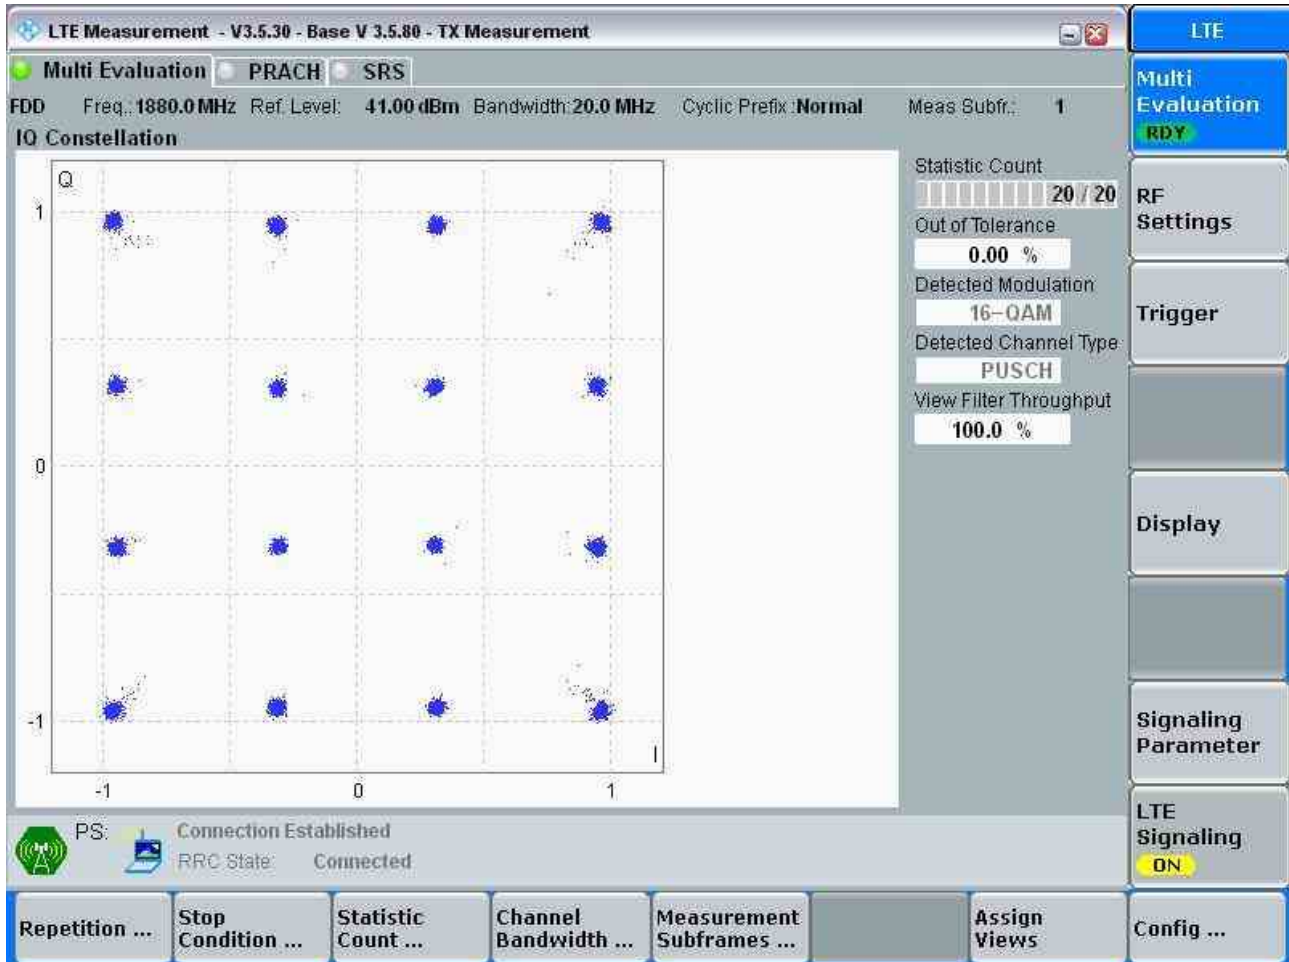 LTE Measurement - V3.5.30 - Base V 3.5.80 - TX Measurement
LTE
Multi Evaluation PRACH SRS
FDD Freq.: 1880.0 MHz Ref. Level: 41.00 dBm Bandwidth: 20.0 MHz Cyclic Prefix : Normal Meas Subfr.: 1
IQ Constellation
Q
1
0
-1
-1 0 1
I
Statistic Count
20 / 20
Out of Tolerance
0.00 %
Detected Modulation
16-QAM
Detected Channel Type
PUSCH
View Filter Throughput
100.0 %
Multi
Evaluation
RDY
RF
Settings
Trigger
Display
Signaling
Parameter
LTE
Signaling
ON
PS: Connection Established
RRC State: Connected
Repetition ...
Stop
Condition ...
Statistic
Count ...
Channel
Bandwidth ...
Measurement
Subframes ...
Assign
Views
Config ...